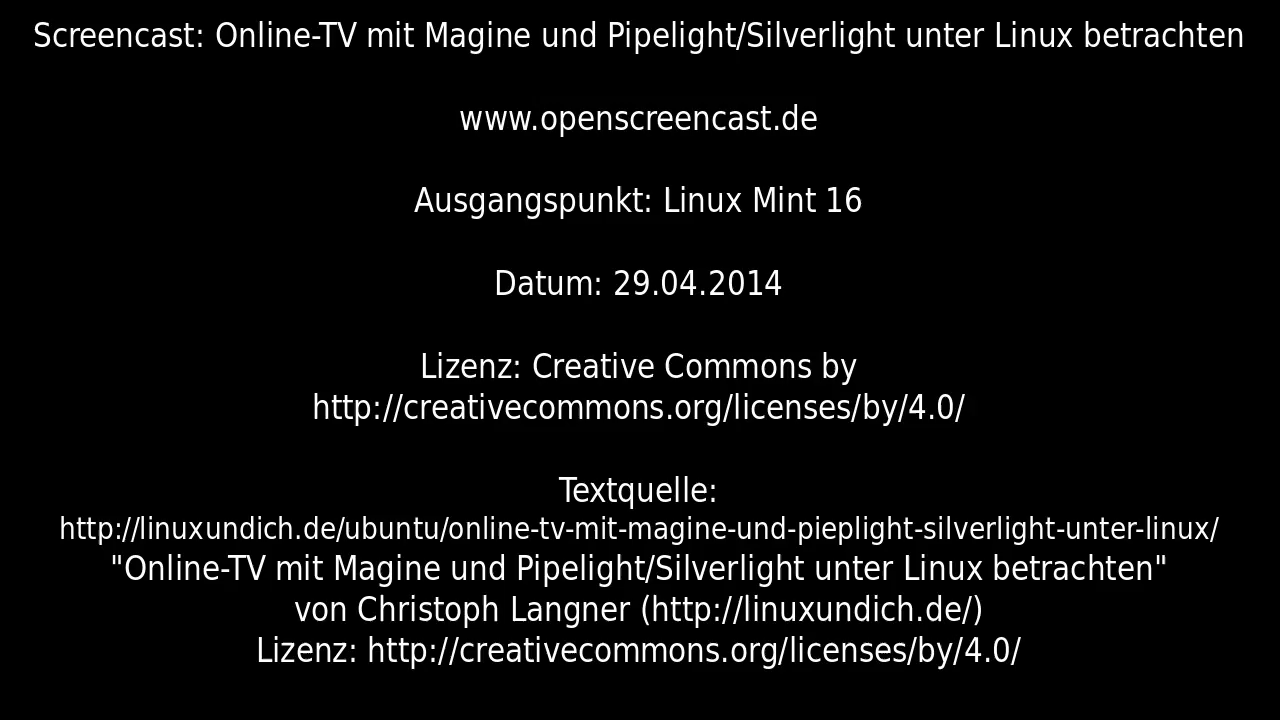 Screencast: Online-TV mit Magine und Pipelight/Silverlight unter Linux betrachten
www.openscreencast.de
Ausgangspunkt: Linux Mint 16
Datum: 29.04.2014
Lizenz: Creative Commons by
http://creativecommons.org/licenses/by/4.0/
Textquelle:
http://linuxundich.de/ubuntu/online-tv-mit-magine-und-pieplight-silverlight-unter-linux/
"Online-TV mit Magine und Pipelight/Silverlight unter Linux betrachten"
von Christoph Langner (http://linuxundich.de/)
Lizenz: http://creativecommons.org/licenses/by/4.0/